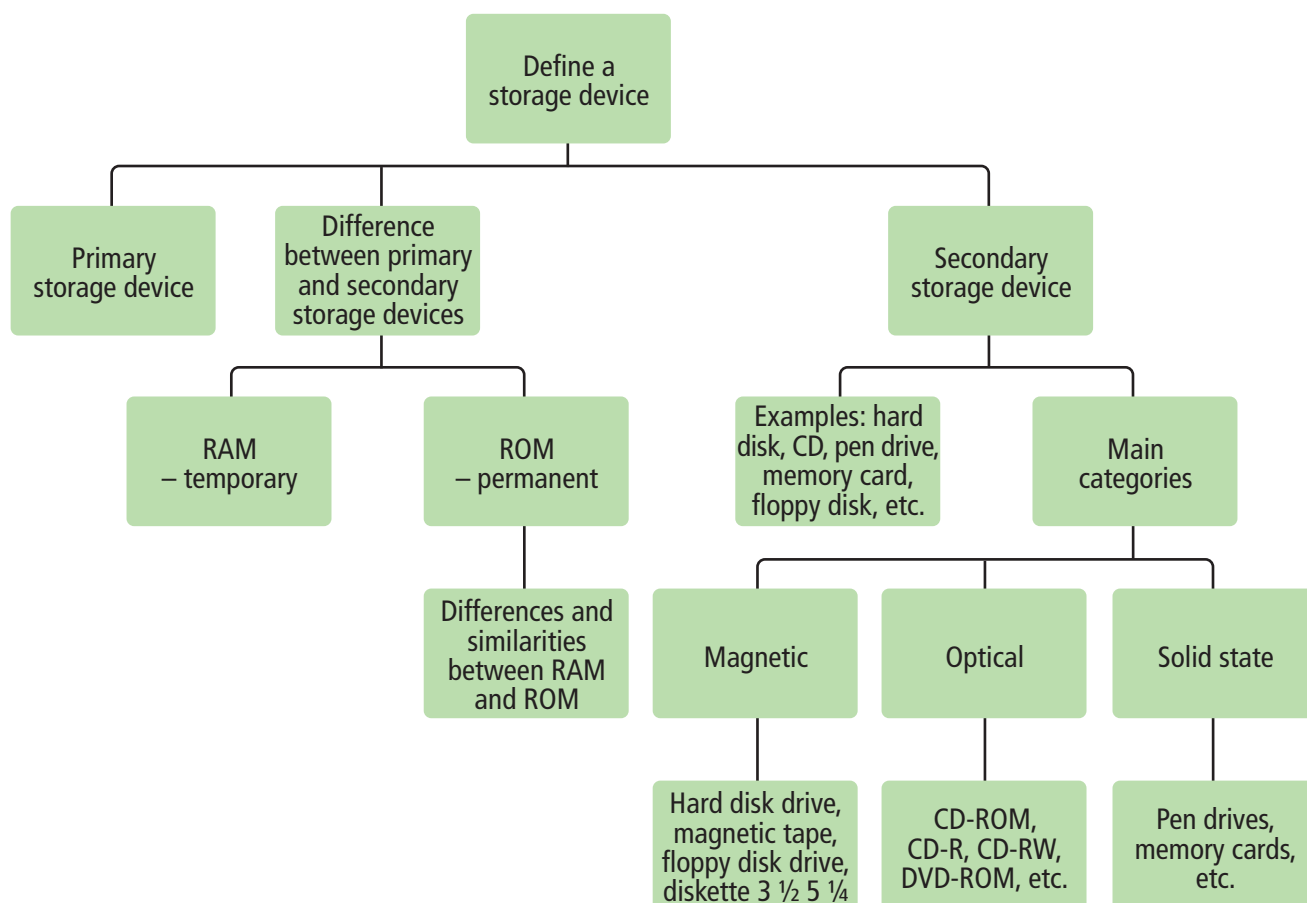 Define a
storage device
Primary
storage device
Difference
between primary
and secondary
storage devices
Secondary
storage device
RAM
– temporary
ROM
– permanent
Examples: hard
disk, CD, pen drive,
memory card,
floppy disk, etc.
Main
categories
Differences and
similarities
between RAM
and ROM
Magnetic
Optical
Solid state
Hard disk drive,
magnetic tape,
floppy disk drive,
diskette 3 ½ 5 ¼
CD-ROM,
CD-R, CD-RW,
DVD-ROM, etc.
Pen drives,
memory cards,
etc.